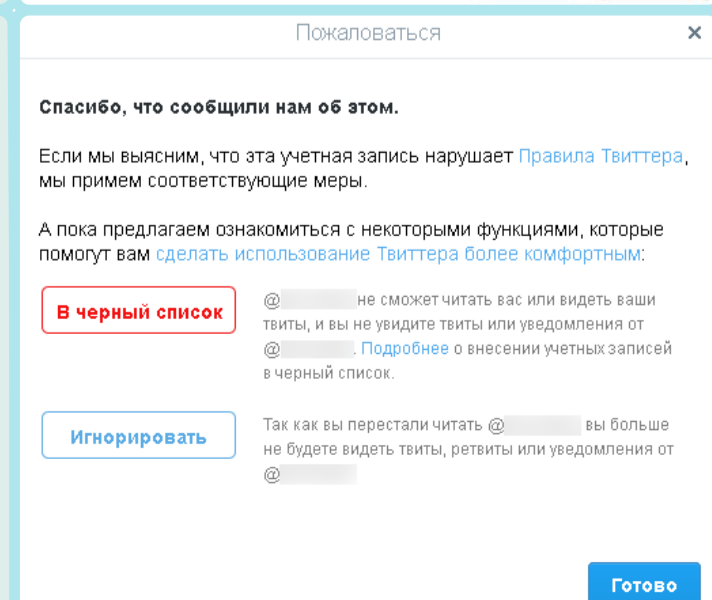 Пожаловаться
Спасибо, что сообщили нам об этом.
Если мы выясним, что эта учетная запись нарушает Правила Твиттера,
мы примем соответствующие меры.
А пока предлагаем ознакомиться с некоторыми функциями, которые
помогут вам сделать использование Твиттера более комфортным:
В черный список
@ не сможет читать вас или видеть ваши
твиты, и вы не увидите твиты или уведомления от
@ . Подробнее о внесении учетных записей
в черный список.
Игнорировать
Так как вы перестали читать @ вы больше
не будете видеть твиты, ретвиты или уведомления от
@
Готово